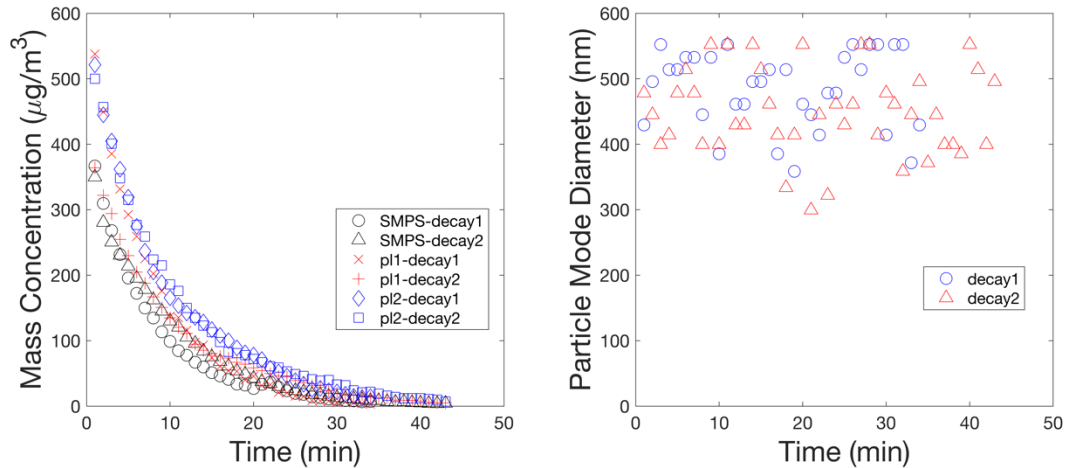 600
500
400
300
200
100
0
0 10 20 30 40 50
Mass Concentration (μg/m³)
Time (min)
SMPS-decay1
SMPS-decay2
pl1-decay1
pl1-decay2
pl2-decay1
pl2-decay2
600
500
400
300
200
100
0
0 10 20 30 40 50
Particle Mode Diameter (nm)
Time (min)
decay1
decay2